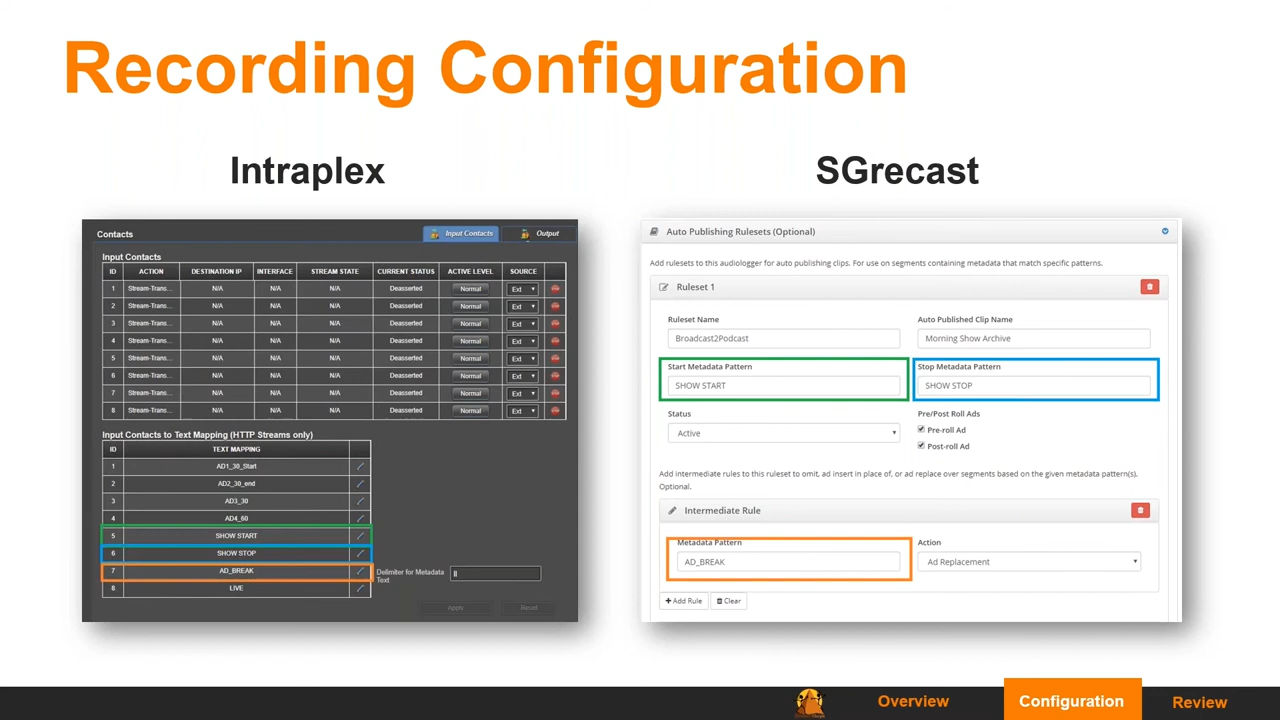 Recording Configuration
Intraplex
SGrecast
Contacts
Input Contacts
Output
Input Contacts
ID ACTION DESTINATION IP INTERFACE STREAM STATE CURRENT STATUS ACTIVE LEVEL SOURCE
1 Stream-Trans... N/A N/A N/A Deasserted Normal Ext
2 Stream-Trans... N/A N/A N/A Deasserted Normal Ext
3 Stream-Trans... N/A N/A N/A Deasserted Normal Ext
4 Stream-Trans... N/A N/A N/A Deasserted Normal Ext
5 Stream-Trans... N/A N/A N/A Deasserted Normal Ext
6 Stream-Trans... N/A N/A N/A Deasserted Normal Ext
7 Stream-Trans... N/A N/A N/A Deasserted Normal Ext
8 Stream-Trans... N/A N/A N/A Deasserted Normal Ext
Input Contacts to Text Mapping (HTTP Streams only)
ID TEXT MAPPING
1 AD1_30_Start
2 AD2_30_end
3 AD3_30
4 AD4_60
5 SHOW START
6 SHOW STOP
7 AD_BREAK
8 LIVE
Delimiter for Metadata
Text
||
Apply
Reset
Auto Publishing Rulesets (Optional)
Add rulesets to this audiologger for auto publishing clips. For use on segments containing metadata that match specific patterns.
Ruleset 1
Ruleset Name
Auto Published Clip Name
Broadcast2Podcast
Morning Show Archive
Start Metadata Pattern
Stop Metadata Pattern
SHOW START
SHOW STOP
Status
Pre/Post Roll Ads
Active
Pre-roll Ad
Post-roll Ad
Add intermediate rules to this ruleset to omit, ad insert in place of, or ad replace over segments based on the given metadata pattern(s).
Optional.
Intermediate Rule
Metadata Pattern
Action
AD_BREAK
Ad Replacement
Add Rule
Clear
Overview
Configuration
Review